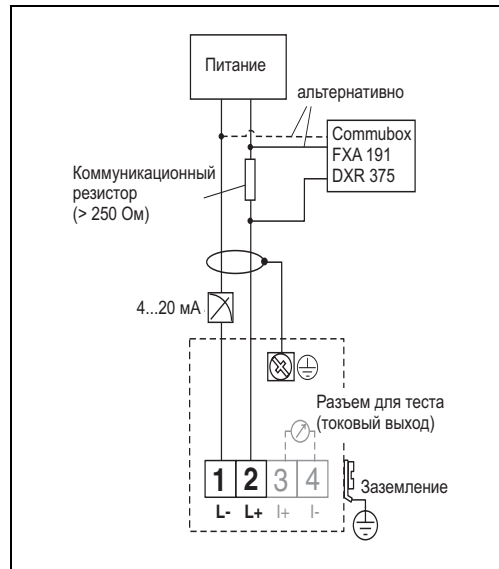 Питание
альтернативно
Commubox
FXA 191
DXR 375
Коммуникационный
резистор
(> 250 Ом)
4...20 мА
Разъем для теста
(токовый выход)
1 2 3 4
L- L+ I+ I-
Заземление